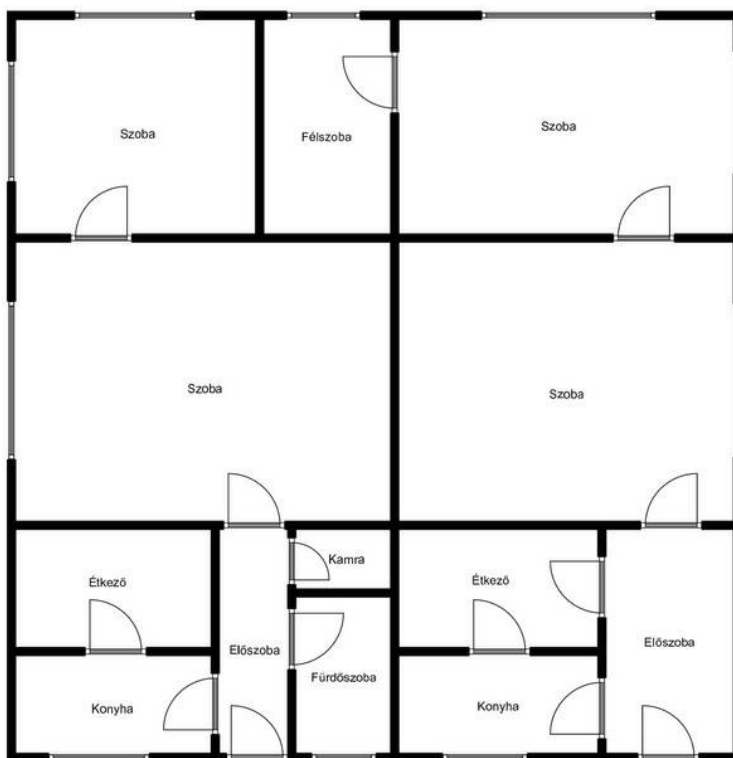 Szoba
Félszoba
Szoba
Szoba
Szoba
Étkező
Előszoba
Kamra
Étkező
Előszoba
Konyha
Fürdőszoba
Konyha